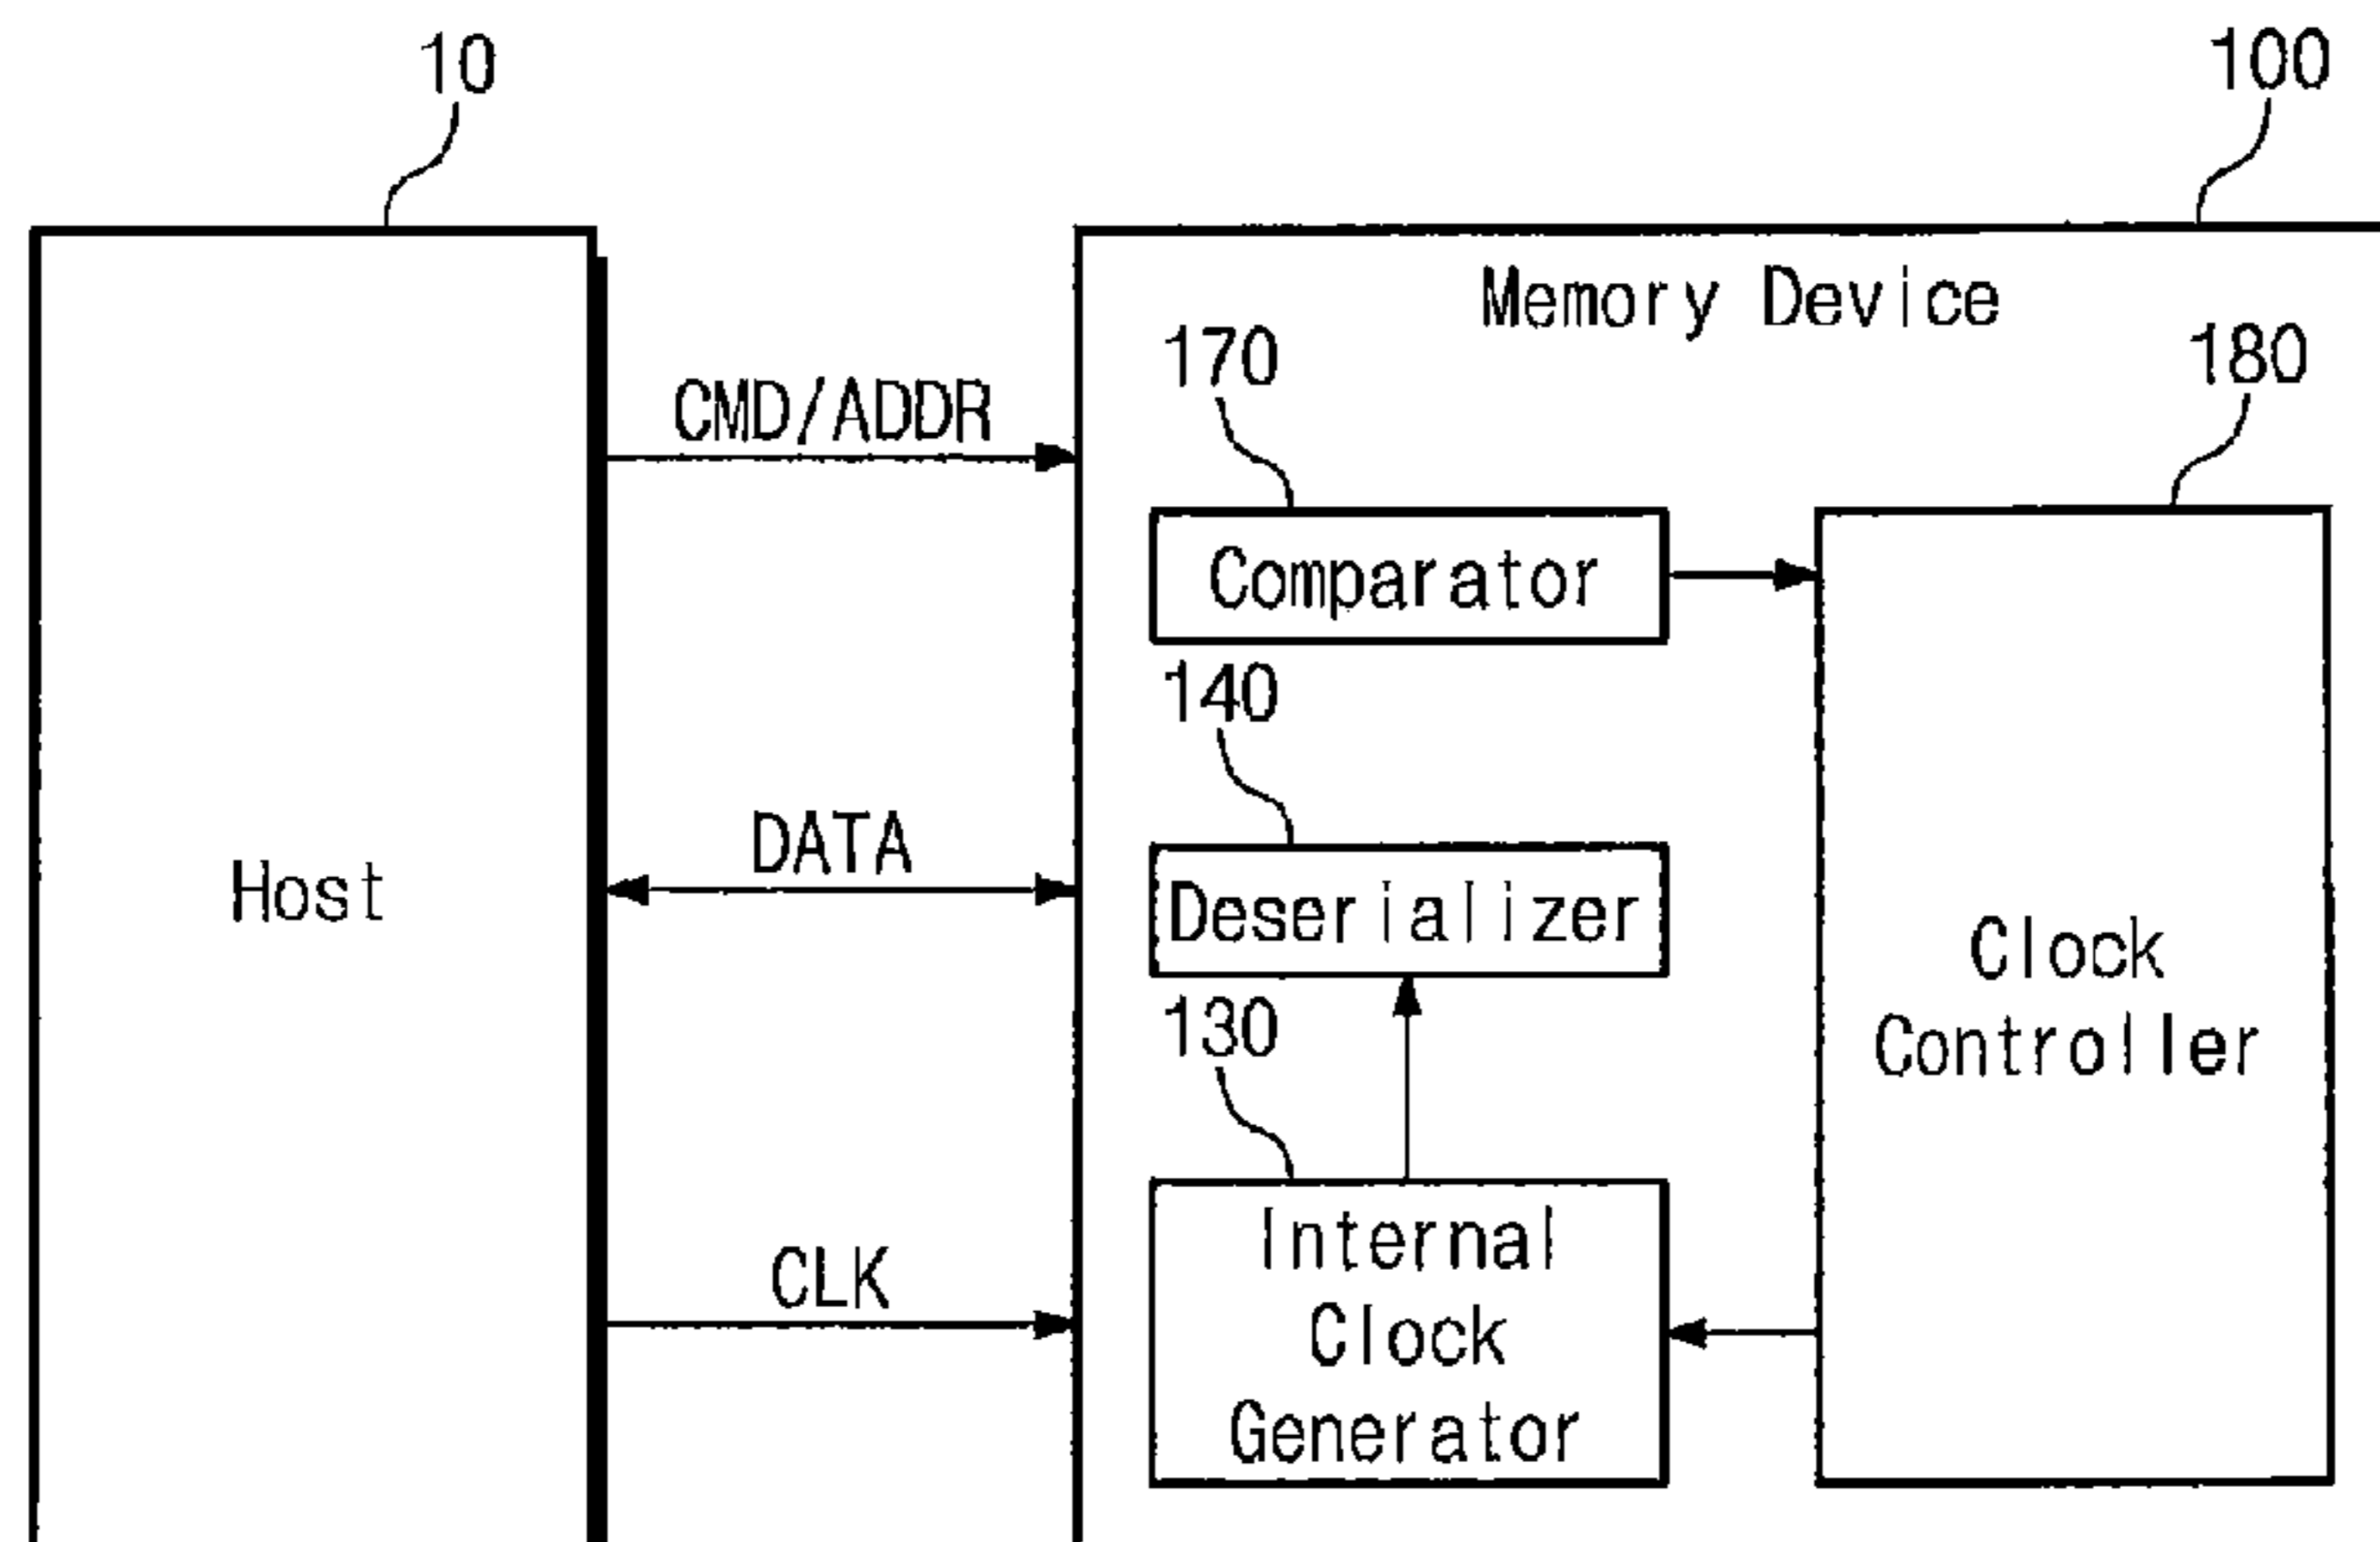 10
100
Memory Device
170
180
CMD/ADDR
Comparator
140
DATA
Host
Deserializer
Clock
Controller
130
Internal
Clock
Generator
CLK